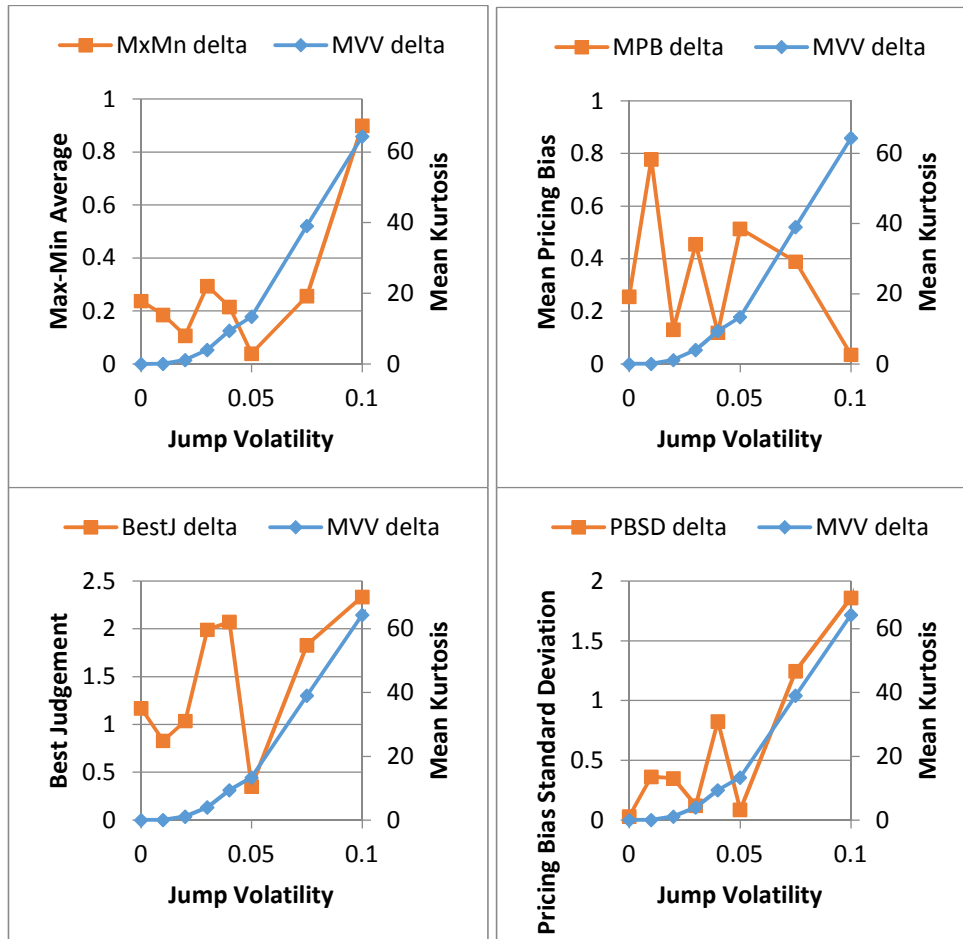 MxMn delta MVV delta
Max-Min Average
1
0.8
0.6
0.4
0.2
0
60
40
20
0
Mean Kurtosis
0 0.05 0.1
Jump Volatility
MPB delta MVV delta
Mean Pricing Bias
1
0.8
0.6
0.4
0.2
0
60
40
20
0
Mean Kurtosis
0 0.05 0.1
Jump Volatility
BestJ delta MVV delta
Best Judgement
2.5
2
1.5
1
0.5
0
60
40
20
0
Mean Kurtosis
0 0.05 0.1
Jump Volatility
PBSD delta MVV delta
Pricing Bias Standard Deviation
2
1.5
1
0.5
0
60
40
20
0
Mean Kurtosis
0 0.05 0.1
Jump Volatility